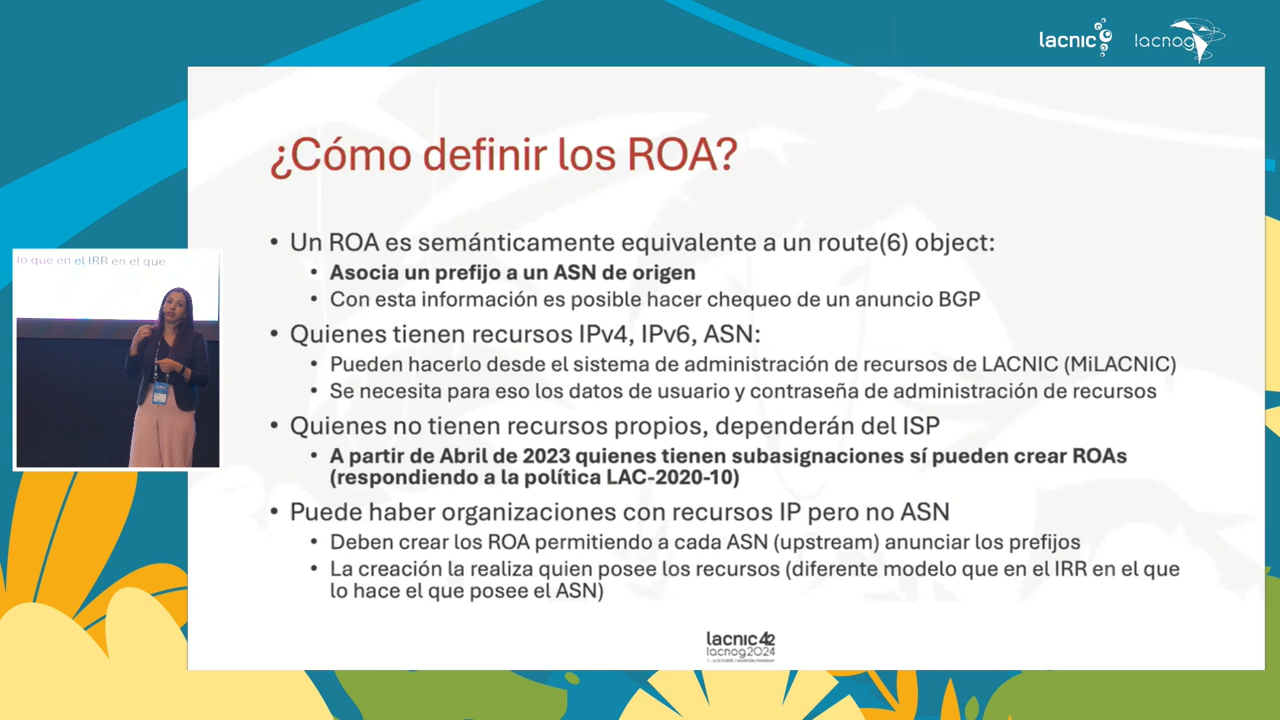 lacnic
lacnog
¿Cómo definir los ROA?
• Un ROA es semánticamente equivalente a un route(6) object:
• Asocia un prefijo a un ASN de origen
• Con esta información es posible hacer chequeo de un anuncio BGP
• Quienes tienen recursos IPv4, IPv6, ASN:
• Pueden hacerlo desde el sistema de administración de recursos de LACNIC (MiLACNIC)
• Se necesita para eso los datos de usuario y contraseña de administración de recursos
• Quienes no tienen recursos propios, dependerán del ISP
• A partir de Abril de 2023 quienes tienen subasignaciones sí pueden crear ROAs
(respondiendo a la política LAC-2020-10)
• Puede haber organizaciones con recursos IP pero no ASN
• Deben crear los ROA permitiendo a cada ASN (upstream) anunciar los prefijos
• La creación la realiza quien posee los recursos (diferente modelo que en el IRR en el que
lo hace el que posee el ASN)
lo que en el IRR en el que
lacnic42
lacnog2024